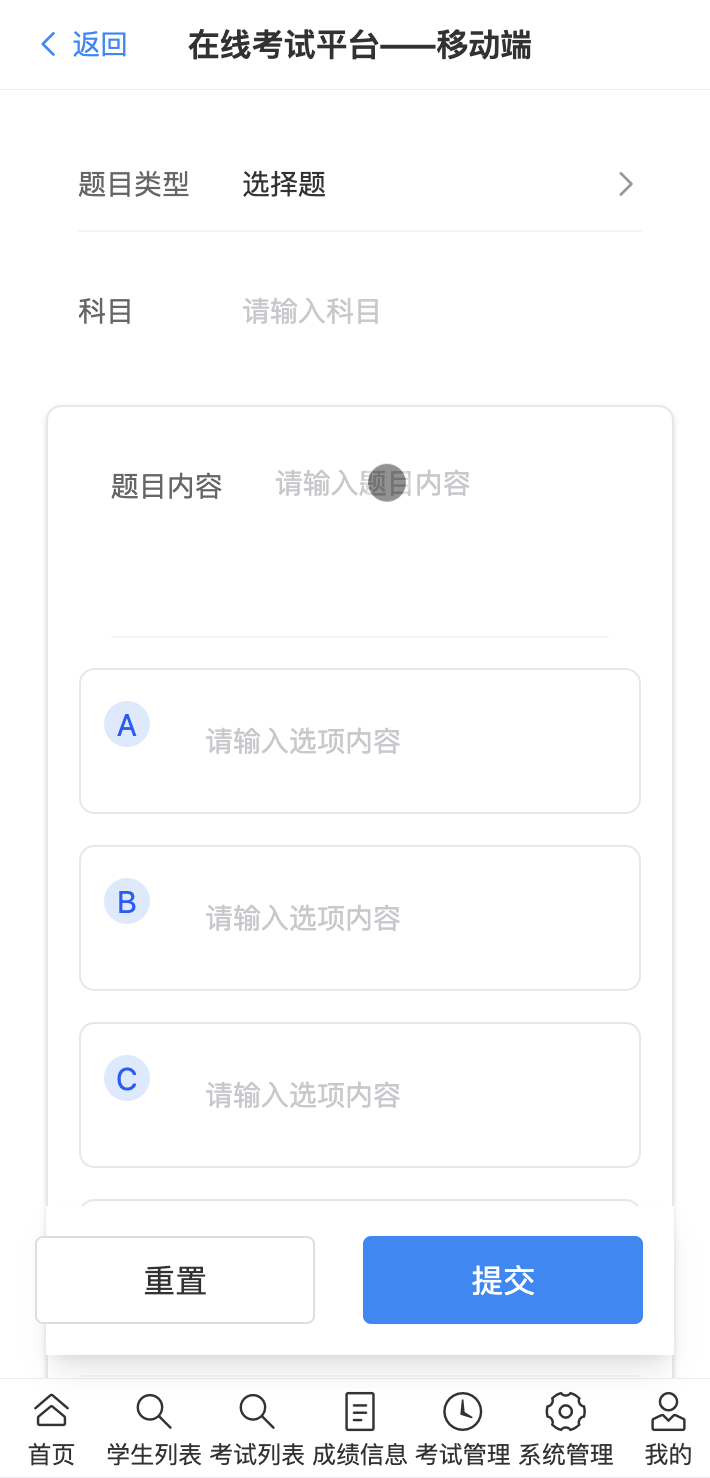 返回 在线考试平台——移动端
题目类型 选择题
科目 请输入科目
题目内容 请输入题目内容
A 请输入选项内容
B 请输入选项内容
C 请输入选项内容
重置 提交
首页 学生列表 考试列表 成绩信息 考试管理 系统管理 我的